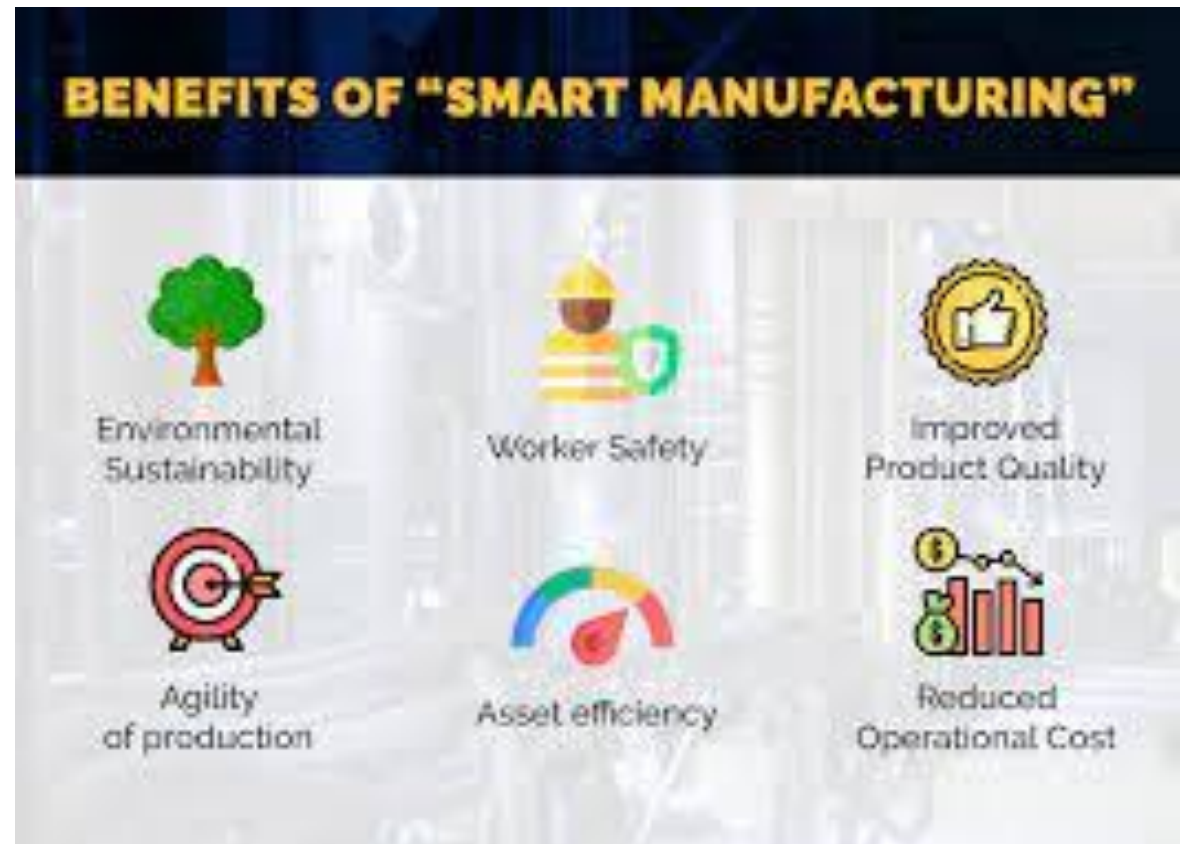 BENEFITS OF “SMART MANUFACTURING”
Environmental
Sustainability
Worker Safety
Improved
Product Quality
Agility
of production
Asset efficiency
Reduced
Operational Cost